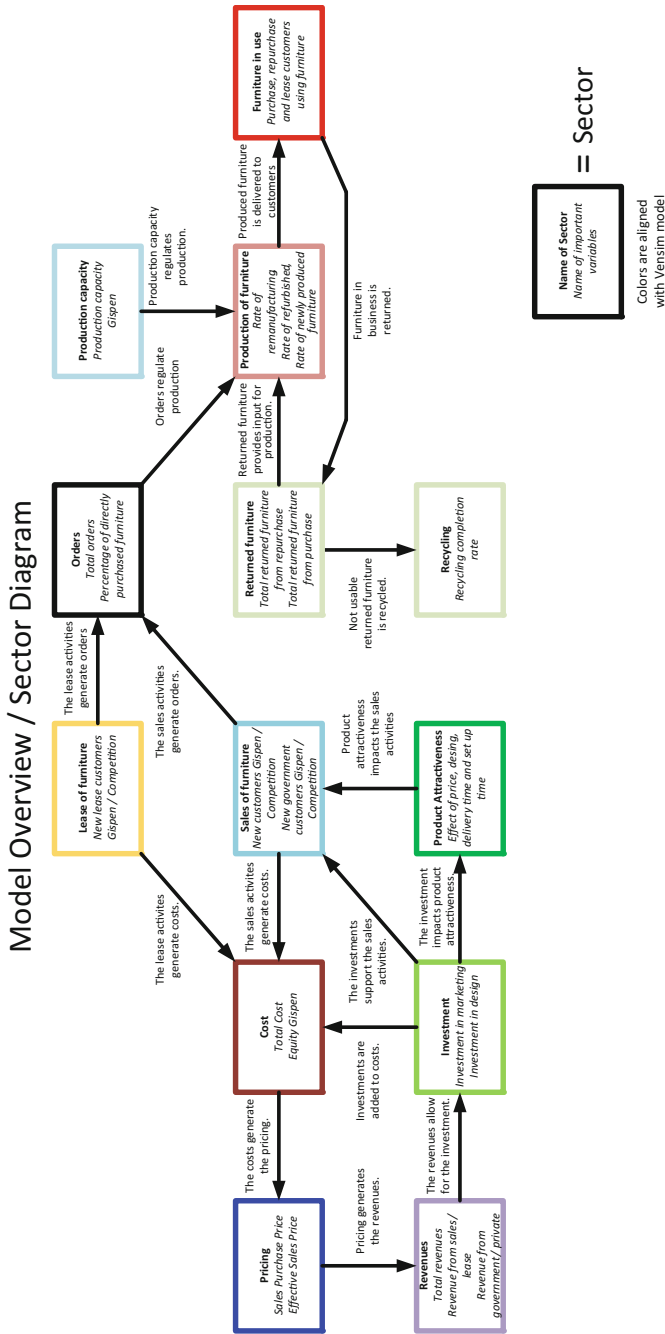 Model Overview / Sector Diagram
Lease of furniture
New lease customers
Gispen / Competition
The lease activities
generate orders
Orders
Total orders
Percentage of directly
purchased furniture
Orders regulate
production
Production capacity
Production capacity
Gispen
Production capacity
regulates
production.
The lease activites
generate costs.
The sales activities
generate orders.
Pricing
Sales Purchase Price
Effective Sales Price
The costs generate
the pricing.
Cost
Total Cost
Equity Gispen
The sales activites
generate costs.
Sales of furniture
New customers Gispen /
Competition
New government
customers Gispen /
Competition
Returned furniture
Total returned furniture
from repurchase
Total returned furniture
from purchase
Returned furniture
provides input for
production.
Production of furniture
Rate of
remanufacturing
Rate of refurbished,
Rate of newly produced
furniture
Produced furniture
is delivered to
customers
Furniture in use
Purchase, repurchase
and lease customers
using furniture
Pricing generates
the revenues.
Investments are
added to costs.
The investments
support the sales
activities.
Product
attractiveness
impacts the sales
activities
Not usable
returned furniture
is recycled.
Furniture in
business is
returned.
Revenues
Total revenues
Revenue from sales/
lease
Revenue from
government/ private
The revenues allow
for the investment.
Investment
Investment in marketing
Investment in design
The investment
impacts product
attractiveness.
Product Attractiveness
Effect of price, desing,
delivery time and set up
time
Recycling
Recycling completion
rate
Name of Sector
Name of important
variables
= Sector
Colors are aligned
with Vensim model